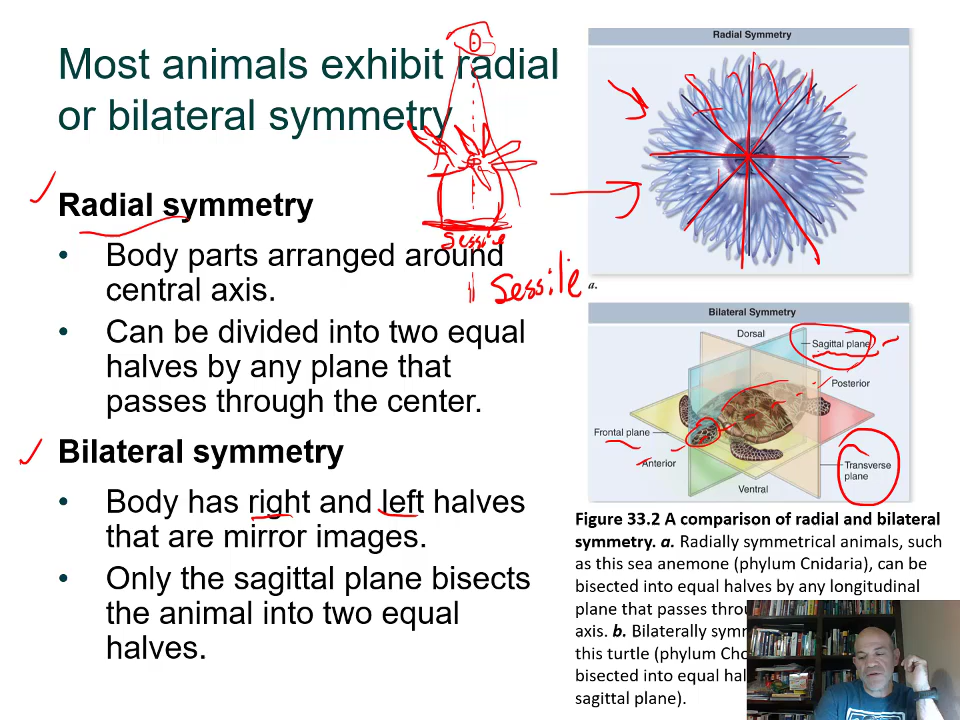 Most animals exhibit radial
or bilateral symmetry
Radial symmetry
• Body parts arranged around
central axis.
• Can be divided into two equal
halves by any plane that
passes through the center.
Bilateral symmetry
• Body has right and left halves
that are mirror images.
• Only the sagittal plane bisects
the animal into two equal
halves.
sessile
Sessile
Radial Symmetry
a.
Bilateral Symmetry
Dorsal
Sagittal plane
Posterior
Frontal plane
Anterior
Transverse
plane
Ventral
Figure 33.2 A comparison of radial and bilateral
symmetry. a. Radially symmetrical animals, such
as this sea anemone (phylum Cnidaria), can be
bisected into equal halves by any longitudinal
plane that passes
axis. b. Bilaterally
this turtle (phylum
bisected into equal
sagittal plane).